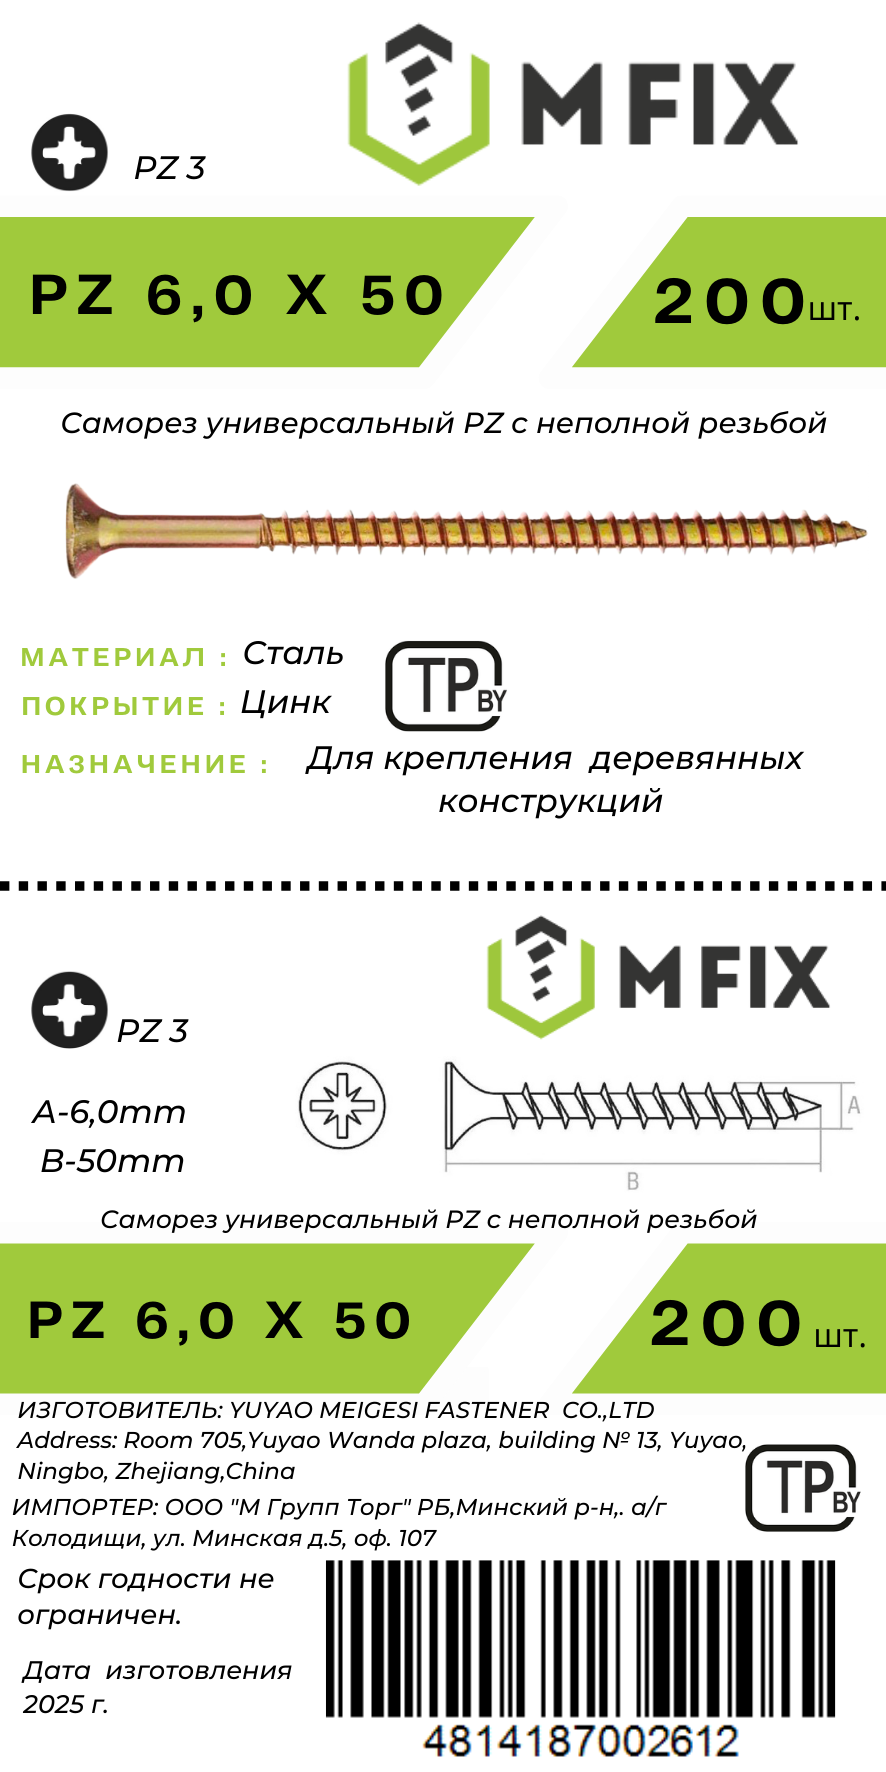 MFIX
PZ 3
PZ 6,0 X 50
200 шт.
Саморез универсальный PZ с неполной резьбой
МАТЕРИАЛ : Сталь
ПОКРЫТИЕ : Цинк
TP BY
НАЗНАЧЕНИЕ : Для крепления деревянных
конструкций
MFIX
PZ 3
A-6,0mm
B-50mm
A
B
Саморез универсальный PZ с неполной резьбой
PZ 6,0 X 50
200 шт.
ИЗГОТОВИТЕЛЬ: YUYAO MEIGESI FASTENER CO.,LTD
Address: Room 705,Yuyao Wanda plaza, building № 13, Yuyao,
Ningbo, Zhejiang,China
TP BY
ИМПОРТЕР: ООО "М Групп Торг" РБ,Минский р-н,. а/г
Колодищи, ул. Минская д.5, оф. 107
Срок годности не
ограничен.
Дата изготовления
2025 г.
4814187002612